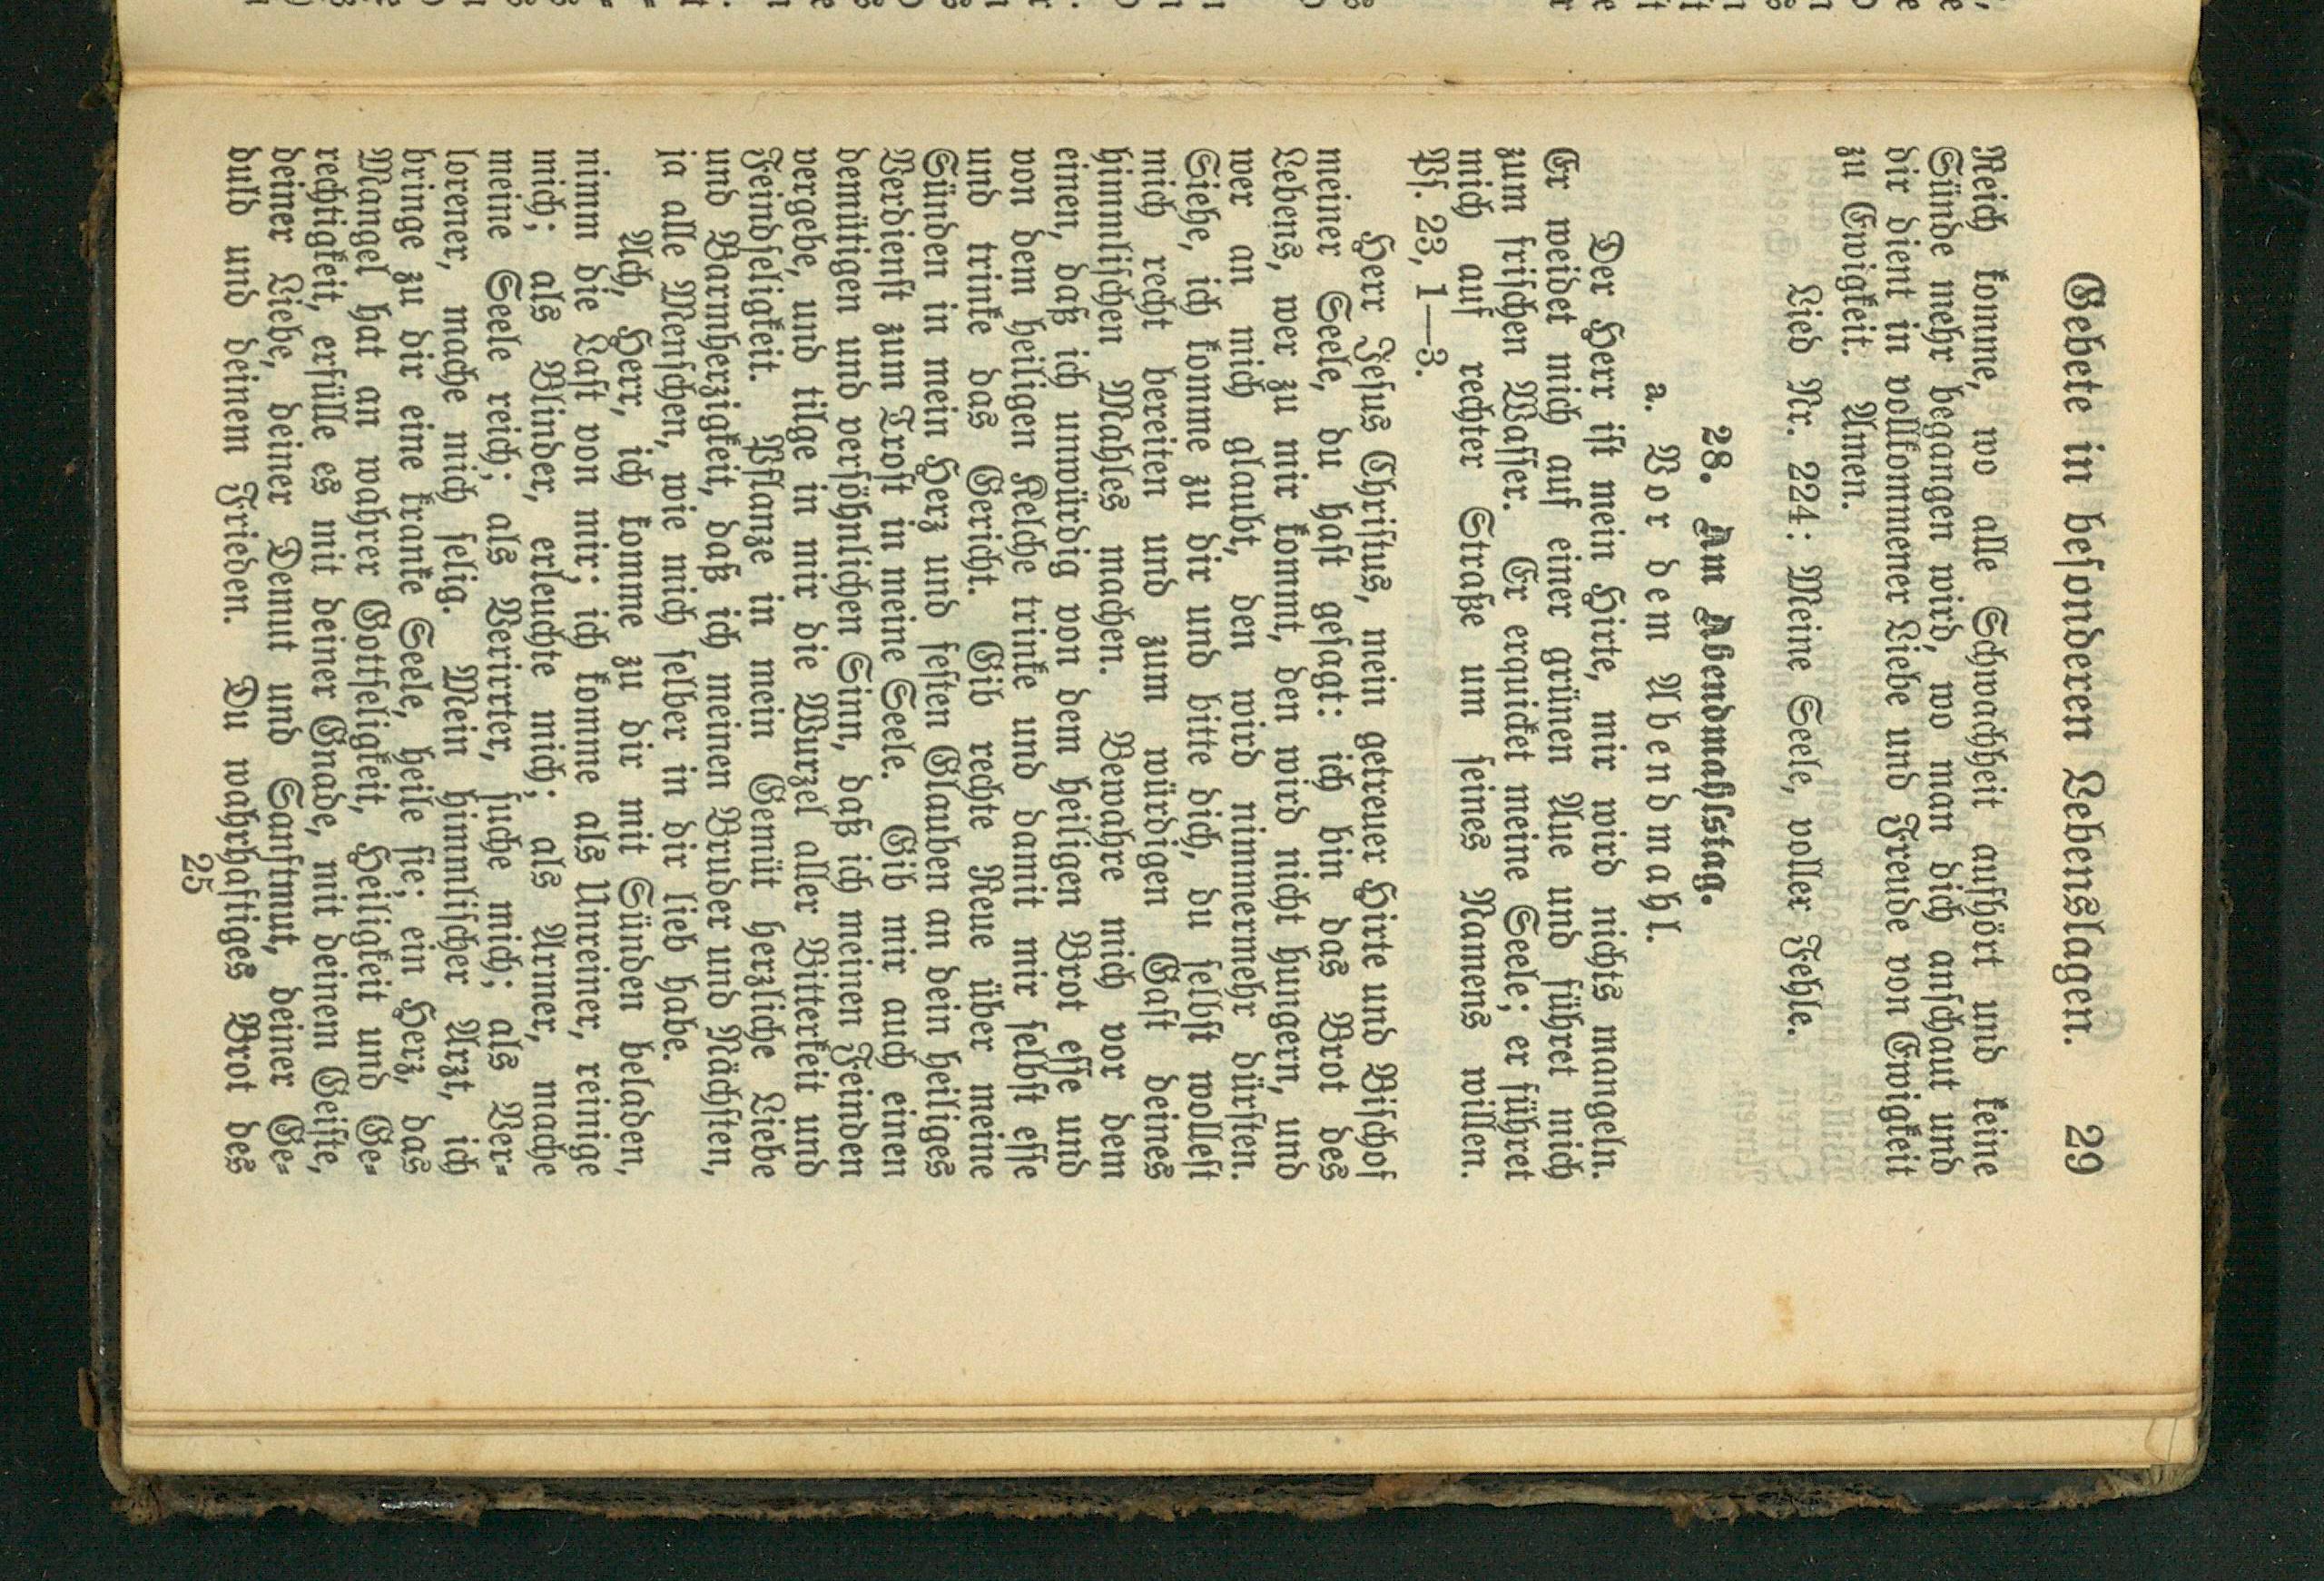 Gebete in besonderen Lebenslagen. 29
Reich komme, wo alle Schwachheit aufhört und keine
Sünde mehr begangen wird, wo man dich anschaut und
dir dient in vollkommener Liebe und Freude von Ewigkeit
zu Ewigkeit. Amen.
Lied Nr. 224: Meine Seele, voller Fehle.
28. Am Abendmahlstag.
a. Vor dem Abendmahl.
Der Herr ist mein Hirte, mir wird nichts mangeln.
Er weidet mich auf einer grünen Aue und führet mich
zum frischen Wasser. Er erquicket meine Seele; er führet
mich auf rechter Straße um seines Namens willen.
Ps. 23, 1—3.
Herr Jesus Christus, mein getreuer Hirte und Bischof
meiner Seele, du hast gesagt: ich bin das Brot des
Lebens, wer zu mir kommt, den wird nicht hungern, und
wer an mich glaubt, den wird nimmermehr dürsten.
Siehe, ich komme zu dir und bitte dich, du selbst wollest
mich recht bereiten und zum würdigen Gast deines
himmlischen Mahles machen. Bewahre mich vor dem
einen, daß ich unwürdig von dem heiligen Brot esse und
von dem heiligen Kelche trinke und damit mir selbst esse
und trinke das Gericht. Gib rechte Reue über meine
Sünden in mein Herz und festen Glauben an dein heiliges
Verdienst zum Trost in meine Seele. Gib mir auch einen
demütigen und versöhnlichen Sinn, daß ich meinen Feinden
vergebe, und tilge in mir die Wurzel aller Bitterkeit und
Feindseligkeit. Pflanze in mein Gemüt herzliche Liebe
und Barmherzigkeit, daß ich meinen Bruder und Nächsten,
ja alle Menschen, wie mich selber in dir lieb habe.
Ach, Herr, ich komme zu dir mit Sünden beladen,
nimm die Last von mir; ich komme als Unreiner, reinige
mich; als Blinder, erleuchte mich; als Armer, mache
meine Seele reich; als Verirrter, suche mich; als Ver-
lorener, mache mich selig. Mein himmlischer Arzt, ich
bringe zu dir eine kranke Seele, heile sie; ein Herz, das
Mangel hat an wahrer Gottseligkeit, Heiligkeit und Ge-
rechtigkeit, erfülle es mit deiner Gnade, mit deinem Geiste,
deiner Liebe, deiner Demut und Sanftmut, deiner Ge-
duld und deinem Frieden. Du wahrhaftiges Brot des
25